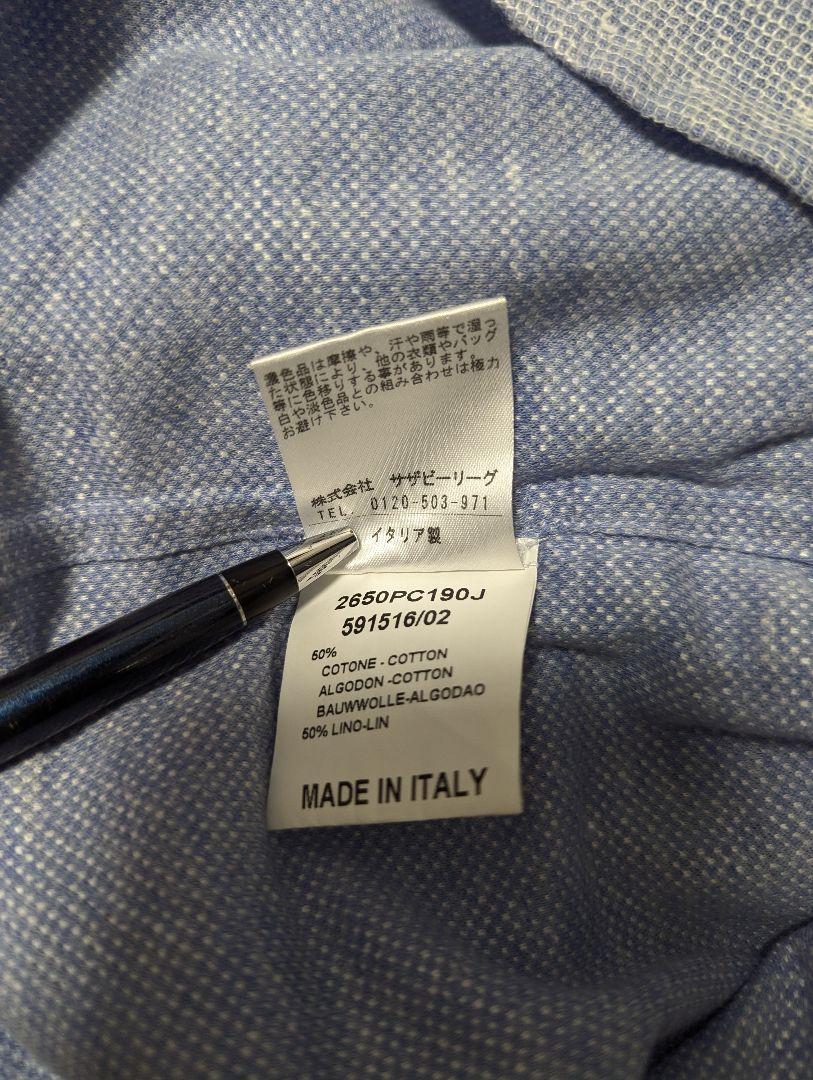 濃色品は摩擦や、汗や雨等で湿っ
た状態により、他の衣類やバッグ
等に色移りする事があります。
白や淡色品との組み合わせは極力
お避け下さい。
株式会社 サザビーリーグ
TEL 0120-503-971
イタリア製
2650PC190J
591516/02
50%
COTONE - COTTON
ALGODON -COTTON
BAUWWOLLE-ALGODAO
50% LINO-LIN
MADE IN ITALY